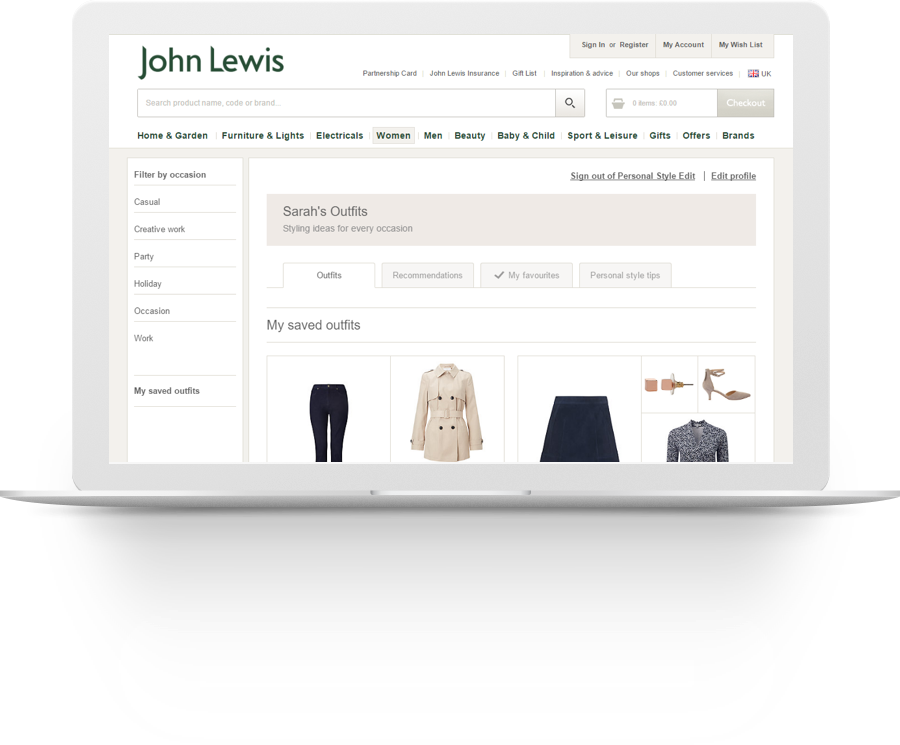 John Lewis
Sign In or Register
My Account
My Wish List
Partnership Card
John Lewis Insurance
Gift List
Inspiration & advice
Our shops
Customer services
UK
Search product name, code or brand...
0 items: £0.00
Checkout
Home & Garden
Furniture & Lights
Electricals
Women
Men
Beauty
Baby & Child
Sport & Leisure
Gifts
Offers
Brands
Filter by occasion
Casual
Creative work
Party
Holiday
Occasion
Work
My saved outfits
Sign out of Personal Style Edit
Edit profile
Sarah's Outfits
Styling ideas for every occasion
Outfits
Recommendations
My favourites
Personal style tips
My saved outfits